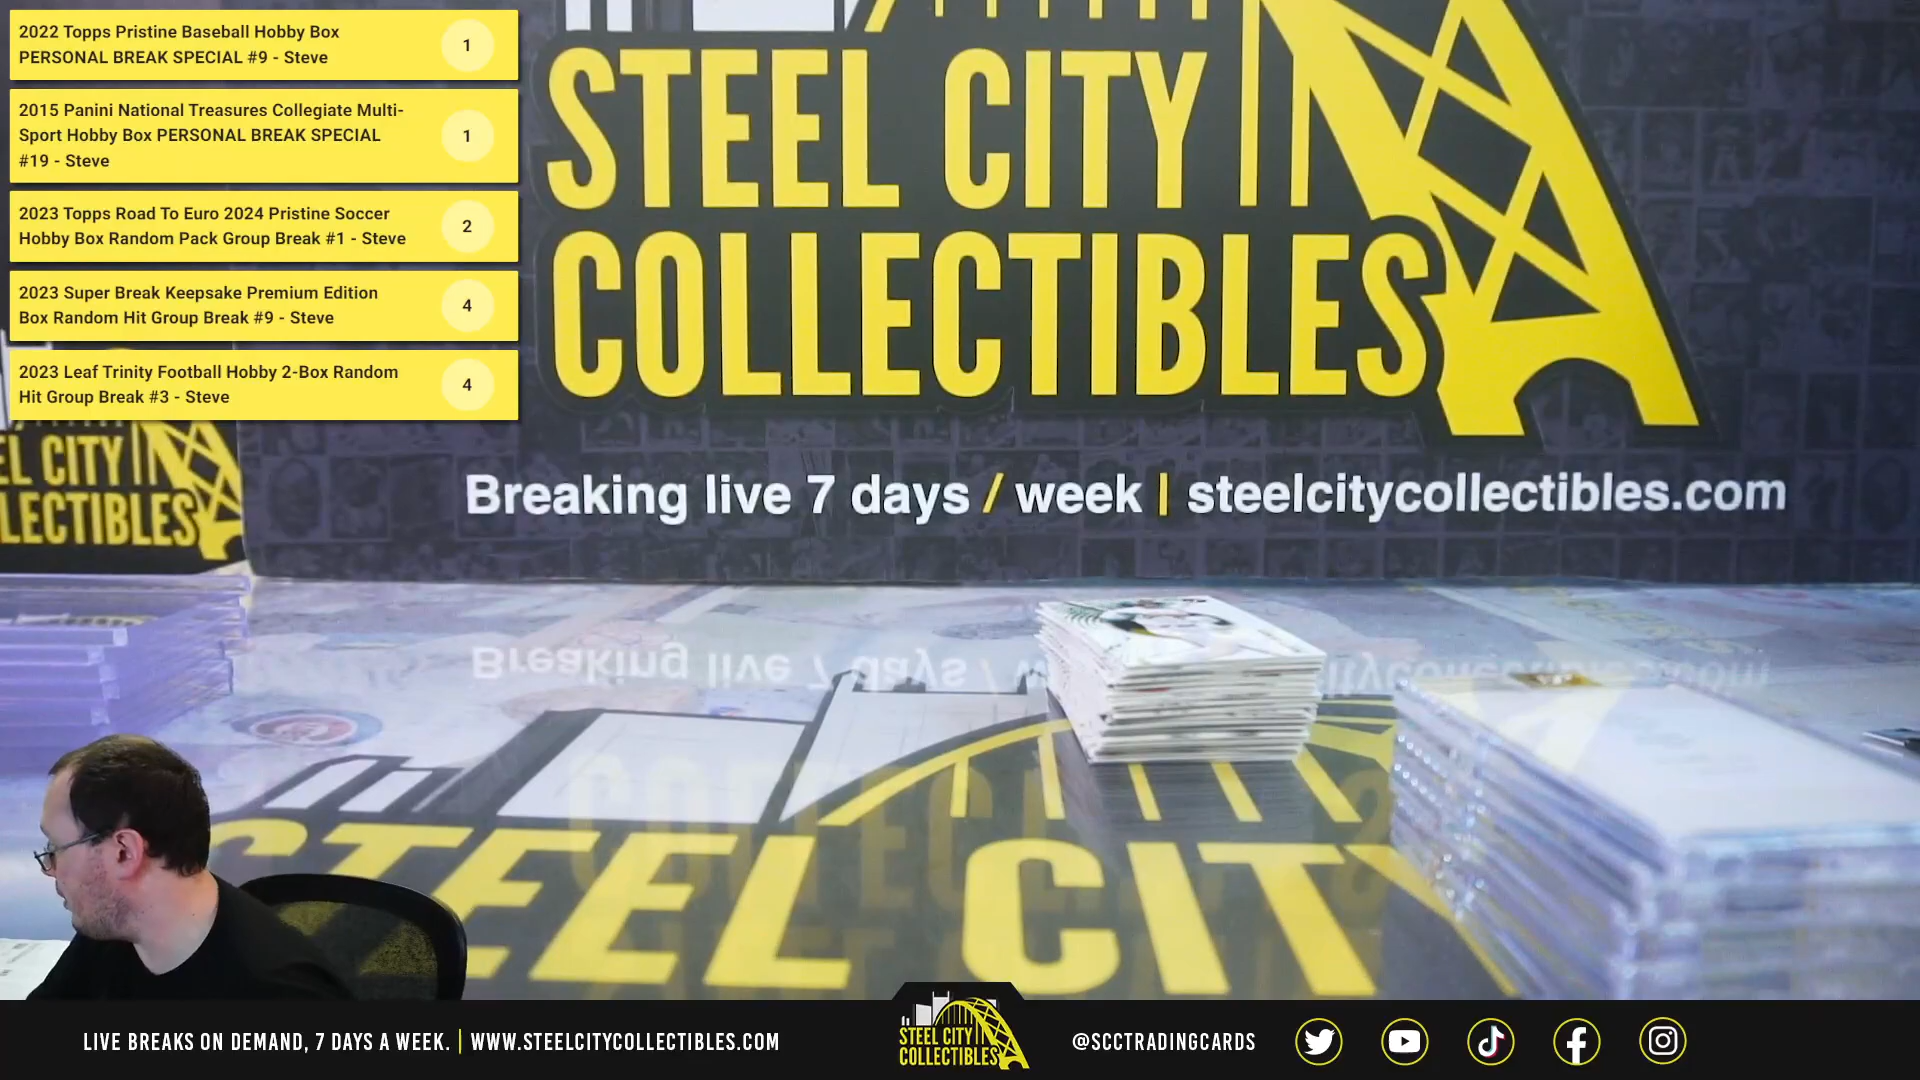 2022 Topps Pristine Baseball Hobby Box
PERSONAL BREAK SPECIAL #9 - Steve
1
2015 Panini National Treasures Collegiate Multi-
Sport Hobby Box PERSONAL BREAK SPECIAL
#19 - Steve
1
2023 Topps Road To Euro 2024 Pristine Soccer
Hobby Box Random Pack Group Break #1 - Steve
2
2023 Super Break Keepsake Premium Edition
Box Random Hit Group Break #9 - Steve
4
2023 Leaf Trinity Football Hobby 2-Box Random
Hit Group Break #3 - Steve
4
STEEL CITY
COLLECTIBLES
Breaking live 7 days / week | steelcitycollectibles.com
EL CITY
LECTIBLES
STEEL CITY
LIVE BREAKS ON DEMAND, 7 DAYS A WEEK. | WWW.STEELCITYCOLLECTIBLES.COM
STEEL CITY
COLLECTIBLES
@SCCTRADINGCARDS